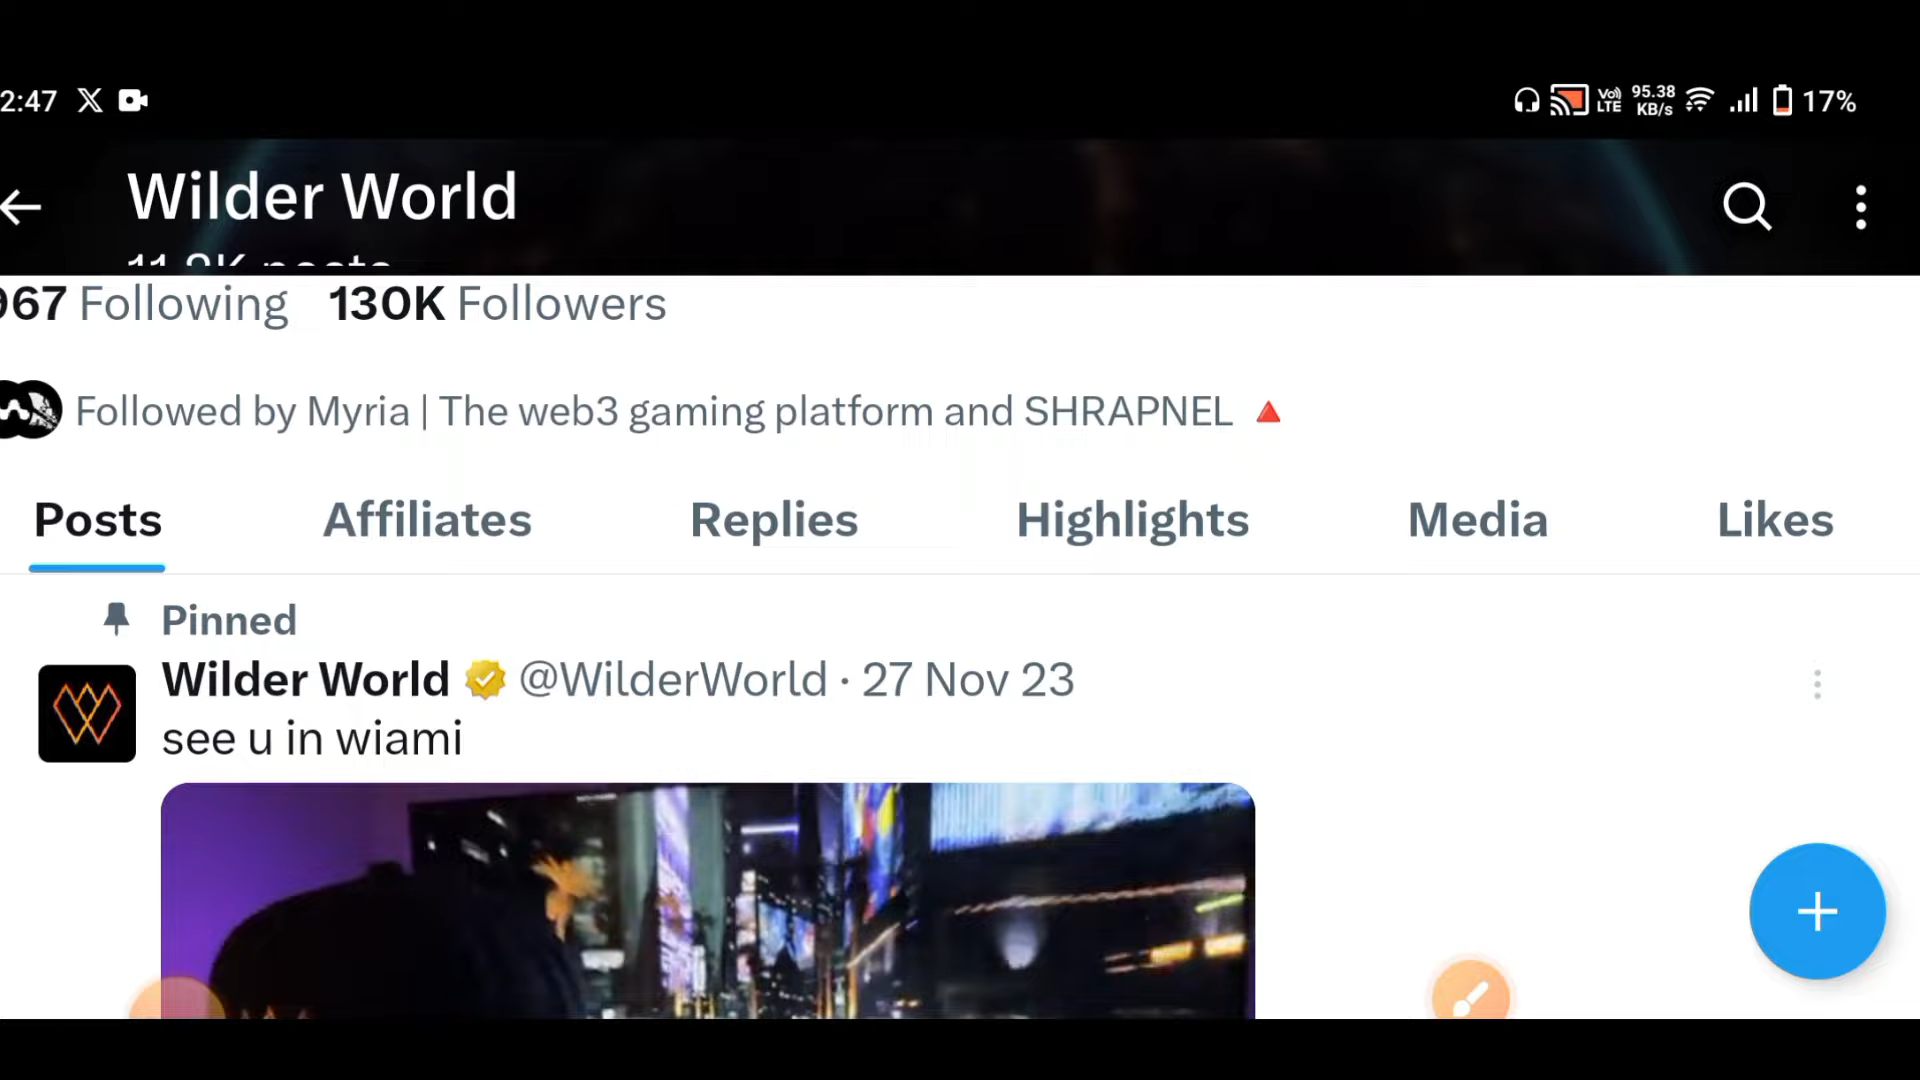 2:47
VoLTE 95.38 KB/s 17%
Wilder World
967 Following 130K Followers
Followed by Myria | The web3 gaming platform and SHRAPNEL 🔺
Posts Affiliates Replies Highlights Media Likes
Pinned
Wilder World @WilderWorld · 27 Nov 23
see u in wiami